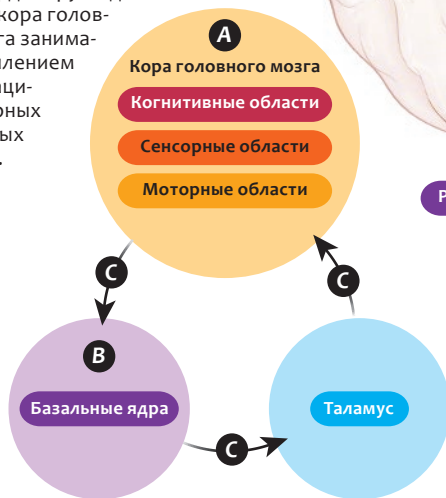 кора голов-
га занима-
лением
аци-
рных
ых
A
Кора головного мозга
Когнитивные области
Сенсорные области
Моторные области
Р
C
C
B
Базальные ядра
Таламус
C